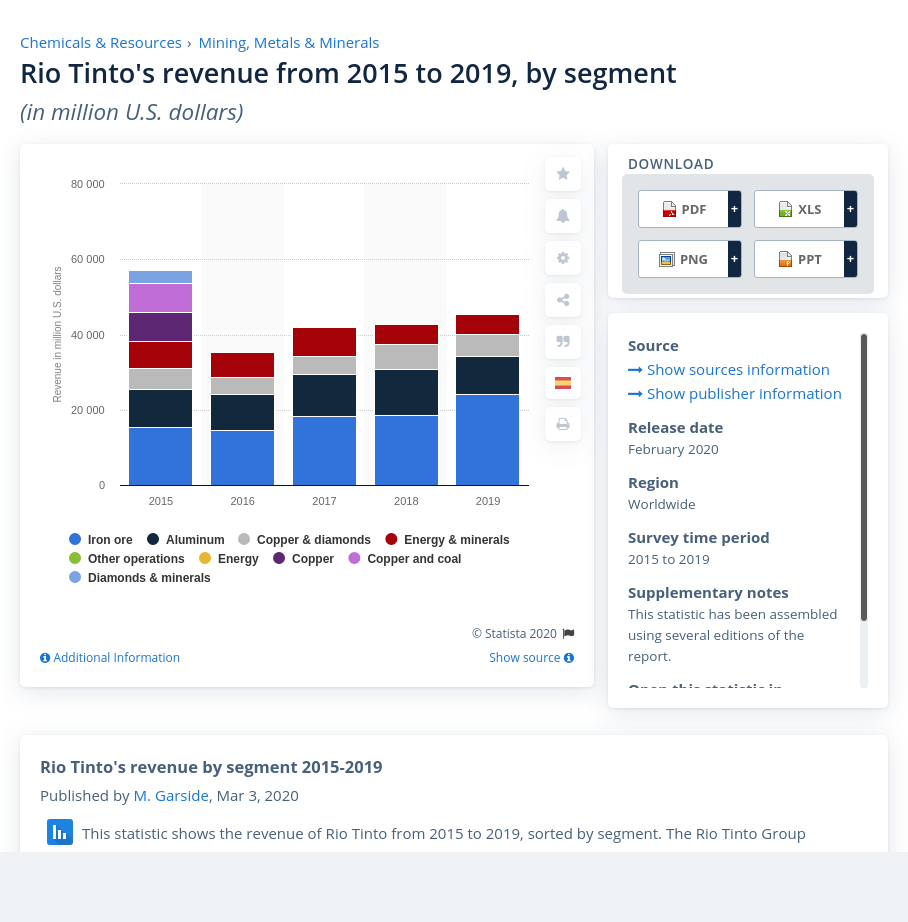 Chemicals & Resources › Mining, Metals & Minerals
Rio Tinto's revenue from 2015 to 2019, by segment
(in million U.S. dollars)
80 000
60 000
40 000
20 000
0
Revenue in million U.S. dollars
2015 2016 2017 2018 2019
Iron ore Aluminum Copper & diamonds Energy & minerals
Other operations Energy Copper Copper and coal
Diamonds & minerals
© Statista 2020
Additional Information Show source
DOWNLOAD
PDF + XLS +
PNG + PPT +
Source
Show sources information
Show publisher information
Release date
February 2020
Region
Worldwide
Survey time period
2015 to 2019
Supplementary notes
This statistic has been assembled
using several editions of the
report.
Open this statistic in
Rio Tinto's revenue by segment 2015-2019
Published by M. Garside, Mar 3, 2020
This statistic shows the revenue of Rio Tinto from 2015 to 2019, sorted by segment. The Rio Tinto Group